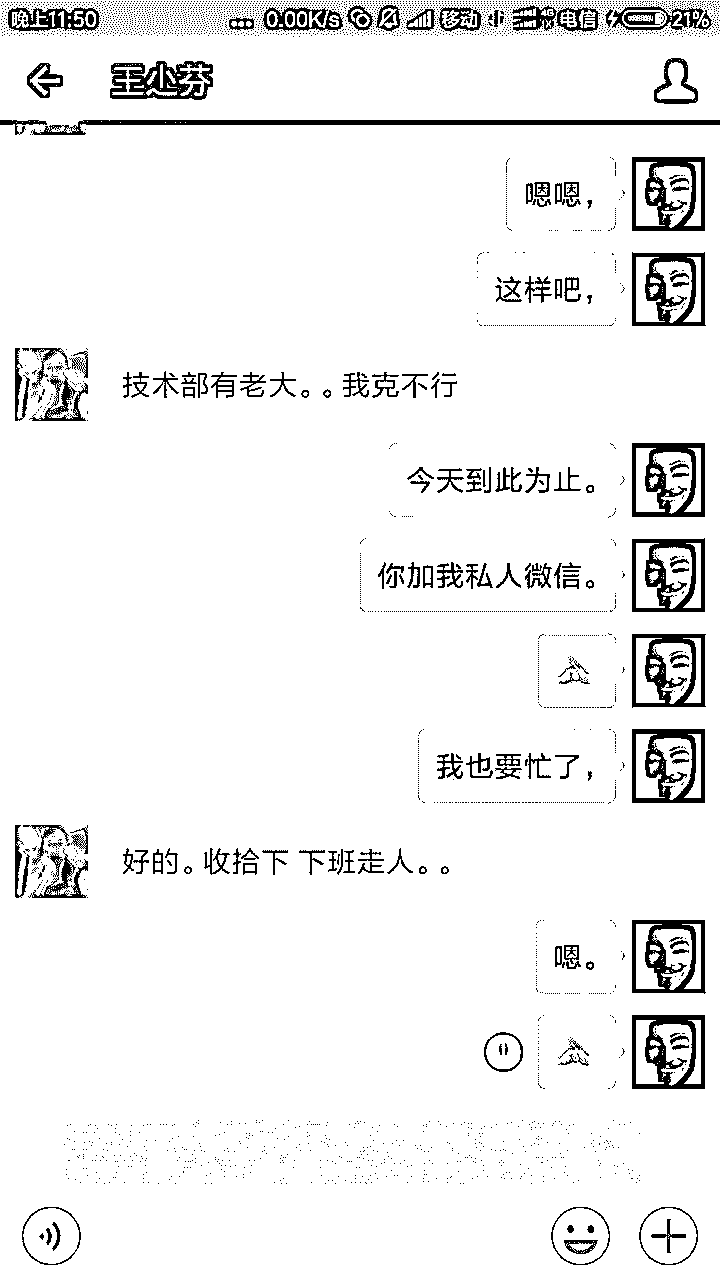 晚上11:50
... 0.00K/s 移动 电信 21%
王小芬
嗯嗯，
这样吧，
技术部有老大。。我克不行
今天到此为止。
你加我私人微信。
我也要忙了，
好的。收拾下 下班走人。。
嗯。